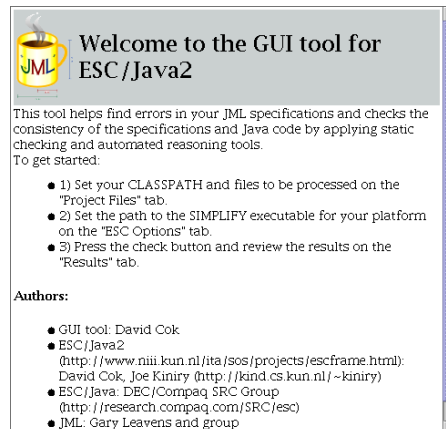 JML
Welcome to the GUI tool for
ESC/Java2
This tool helps find errors in your JML specifications and checks the
consistency of the specifications and Java code by applying static
checking and automated reasoning tools.
To get started:
● 1) Set your CLASSPATH and files to be processed on the
"Project Files" tab.
● 2) Set the path to the SIMPLIFY executable for your platform
on the "ESC Options" tab.
● 3) Press the check button and review the results on the
"Results" tab.
Authors:
● GUI tool: David Cok
● ESC/Java2
(http://www.niii.kun.nl/ita/sos/projects/escframe.html):
David Cok, Joe Kiniry (http://kind.cs.kun.nl/~kiniry)
● ESC/Java: DEC/Compaq SRC Group
(http://research.compaq.com/SRC/esc)
● JML: Gary Leavens and group